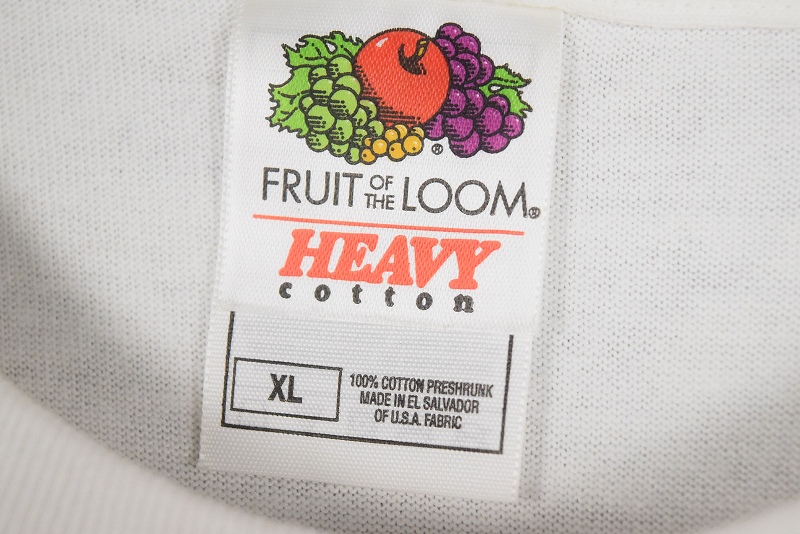 ®
FRUIT OF THE LOOM®
HEAVY
cotton
XL
100% COTTON PRESHRUNK
MADE IN EL SALVADOR
OF U.S.A. FABRIC